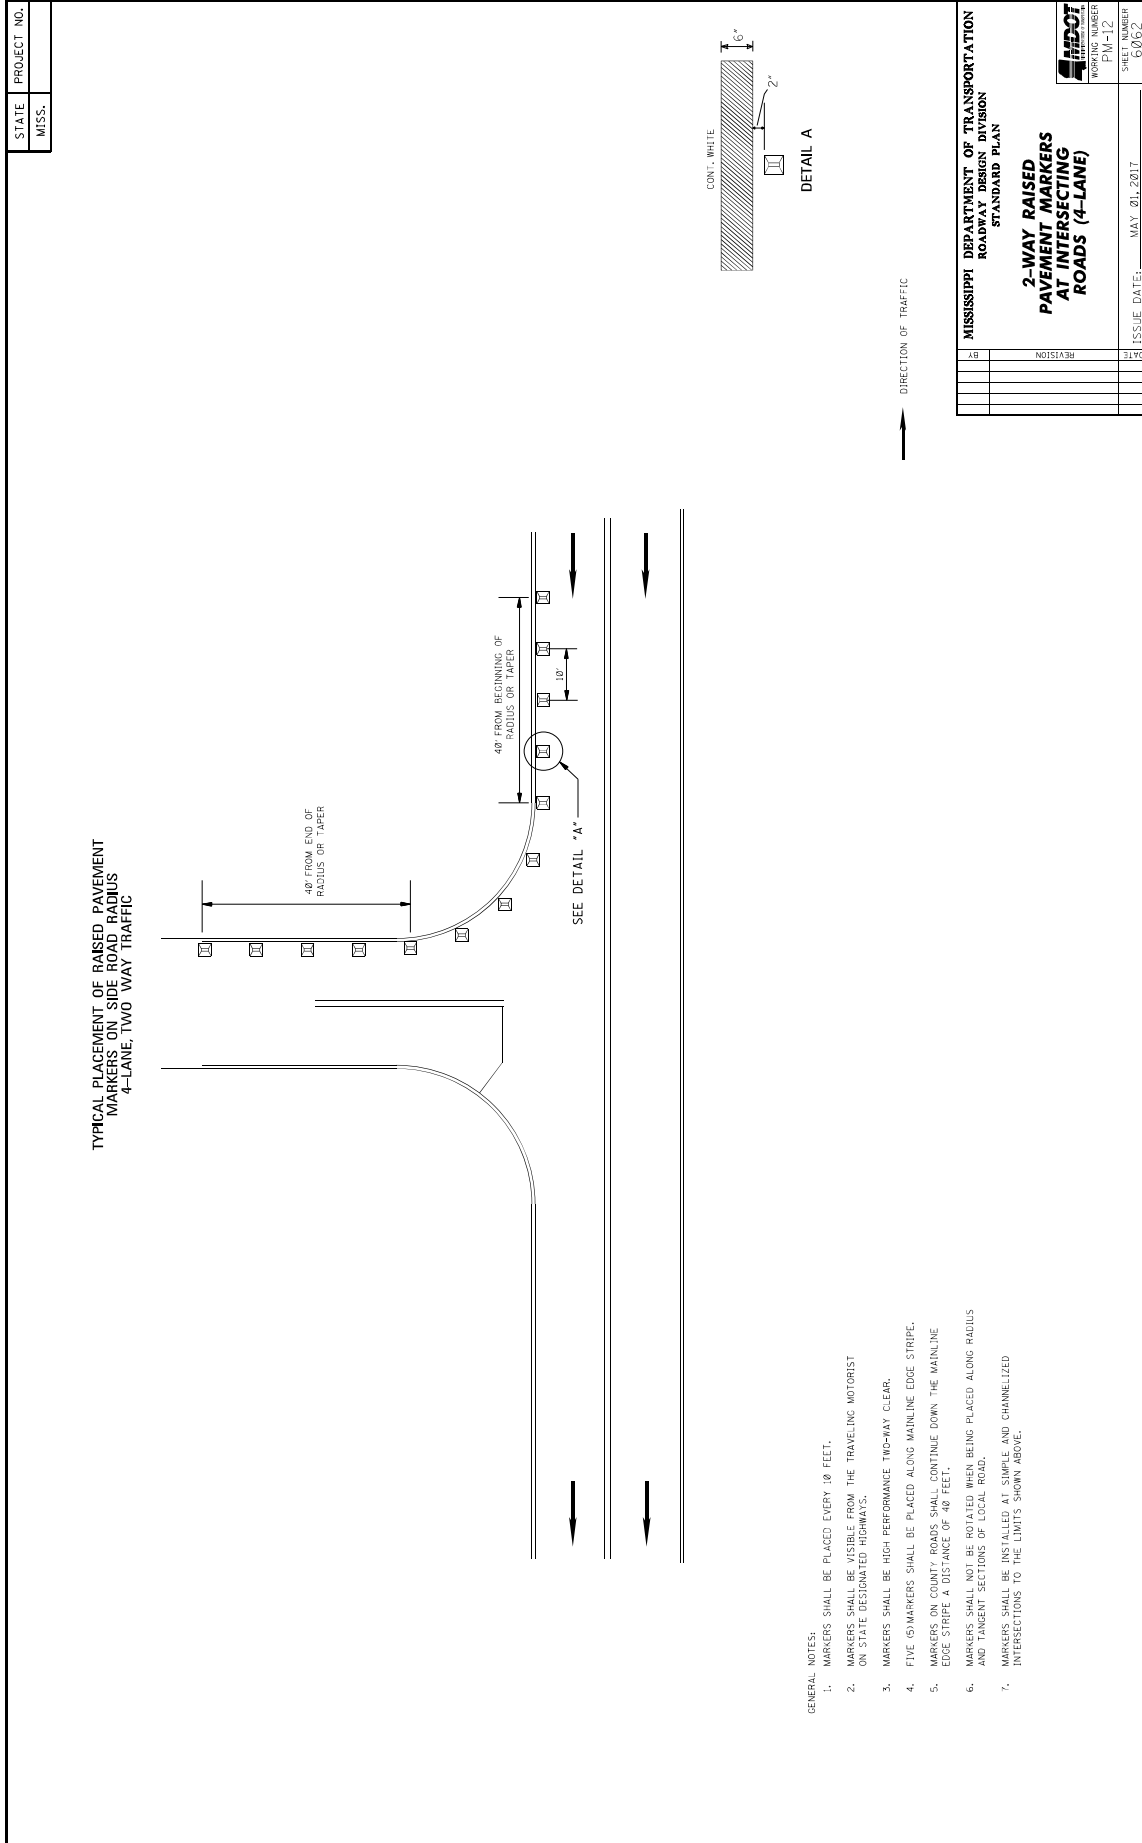 STATE PROJECT NO.
MISS.
TYPICAL PLACEMENT OF RAISED PAVEMENT
MARKERS ON SIDE ROAD RADIUS
4-LANE, TWO WAY TRAFFIC
40' FROM END OF
RADIUS OR TAPER
40' FROM BEGINNING OF
RADIUS OR TAPER
10'
SEE DETAIL "A"
CONT. WHITE
6"
2"
DETAIL A
DIRECTION OF TRAFFIC
GENERAL NOTES:
1. MARKERS SHALL BE PLACED EVERY 10 FEET.
2. MARKERS SHALL BE VISIBLE FROM THE TRAVELING MOTORIST
ON STATE DESIGNATED HIGHWAYS.
3. MARKERS SHALL BE HIGH PERFORMANCE TWO-WAY CLEAR.
4. FIVE (5) MARKERS SHALL BE PLACED ALONG MAINLINE EDGE STRIPE.
5. MARKERS ON COUNTY ROADS SHALL CONTINUE DOWN THE MAINLINE
EDGE STRIPE A DISTANCE OF 40 FEET.
6. MARKERS SHALL NOT BE ROTATED WHEN BEING PLACED ALONG RADIUS
AND TANGENT SECTIONS OF LOCAL ROAD.
7. MARKERS SHALL BE INSTALLED AT SIMPLE AND CHANNELIZED
INTERSECTIONS TO THE LIMITS SHOWN ABOVE.
BY
REVISION
DATE
MISSISSIPPI DEPARTMENT OF TRANSPORTATION
ROADWAY DESIGN DIVISION
STANDARD PLAN
2-WAY RAISED
PAVEMENT MARKERS
AT INTERSECTING
ROADS (4-LANE)
ISSUE DATE: MAY 01, 2017
MDOT
WORKING NUMBER
PM-12
SHEET NUMBER
6062